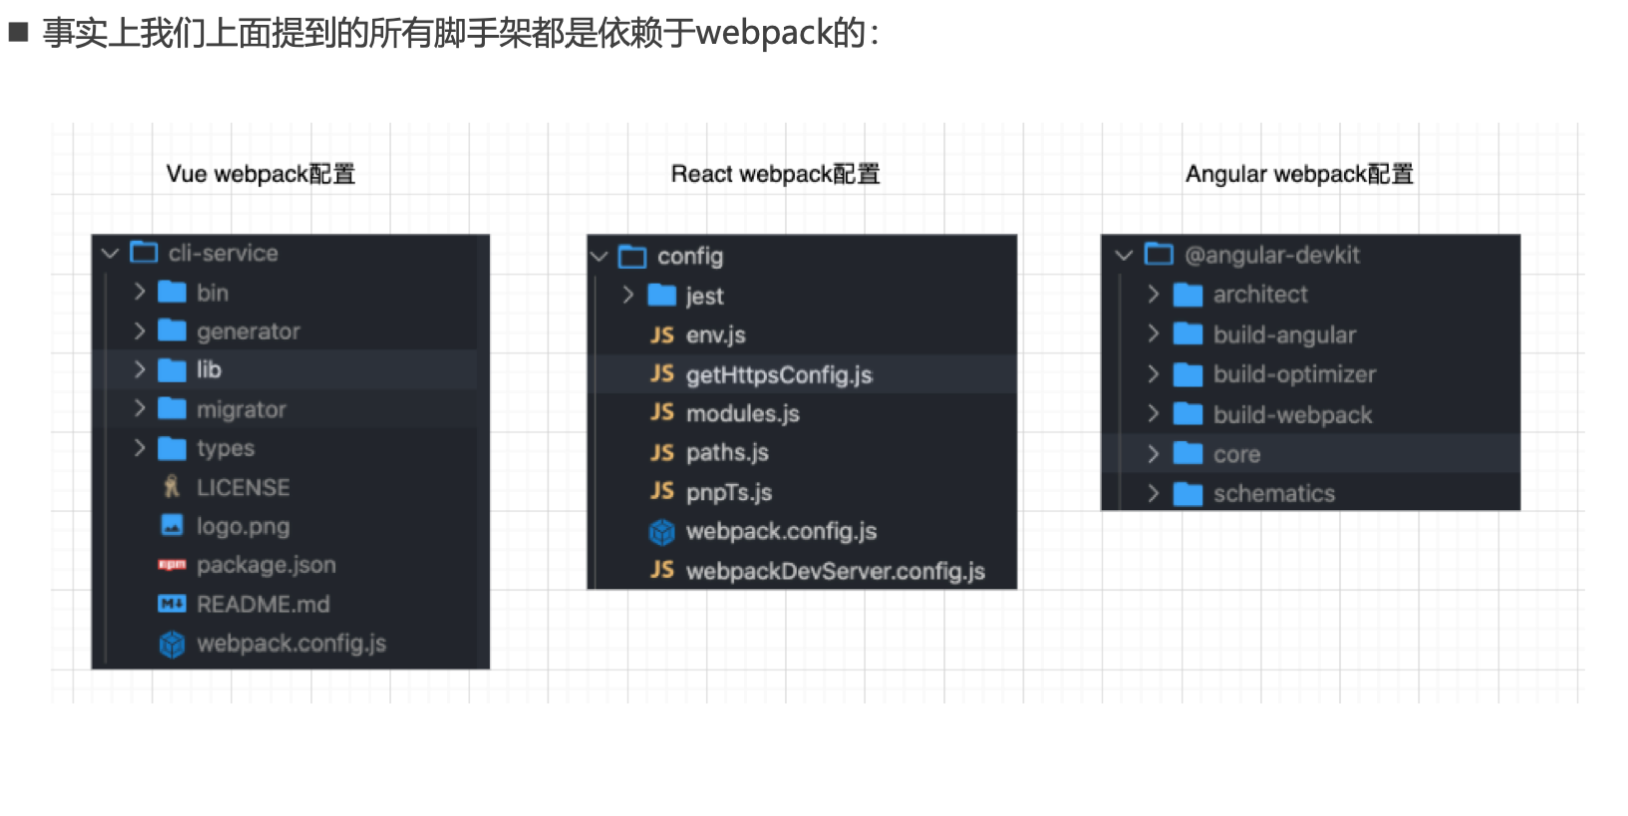 事实上我们上面提到的所有脚手架都是依赖于webpack的：
Vue webpack配置
cli-service
bin
generator
lib
migrator
types
LICENSE
logo.png
npm package.json
M↓ README.md
webpack.config.js
React webpack配置
config
jest
JS env.js
JS getHttpsConfig.js
JS modules.js
JS paths.js
JS pnpTs.js
webpack.config.js
JS webpackDevServer.config.js
Angular webpack配置
@angular-devkit
architect
build-angular
build-optimizer
build-webpack
core
schematics